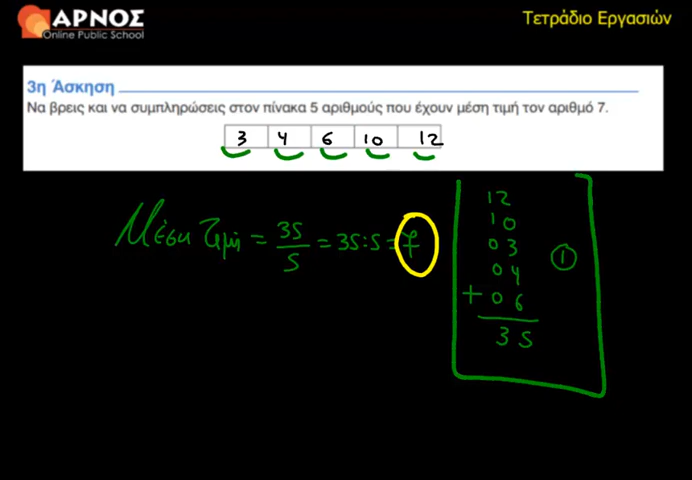 ΑΡΝΟΣ
Online Public School
Τετράδιο Εργασιών
3η Άσκηση
Να βρεις και να συμπληρώσεις στον πίνακα 5 αριθμούς που έχουν μέση τιμή τον αριθμό 7.
3 4 6 10 12
Μέση Τιμή = 35/5 = 35:5 = 7
12
10
03
04
+ 06
35
1